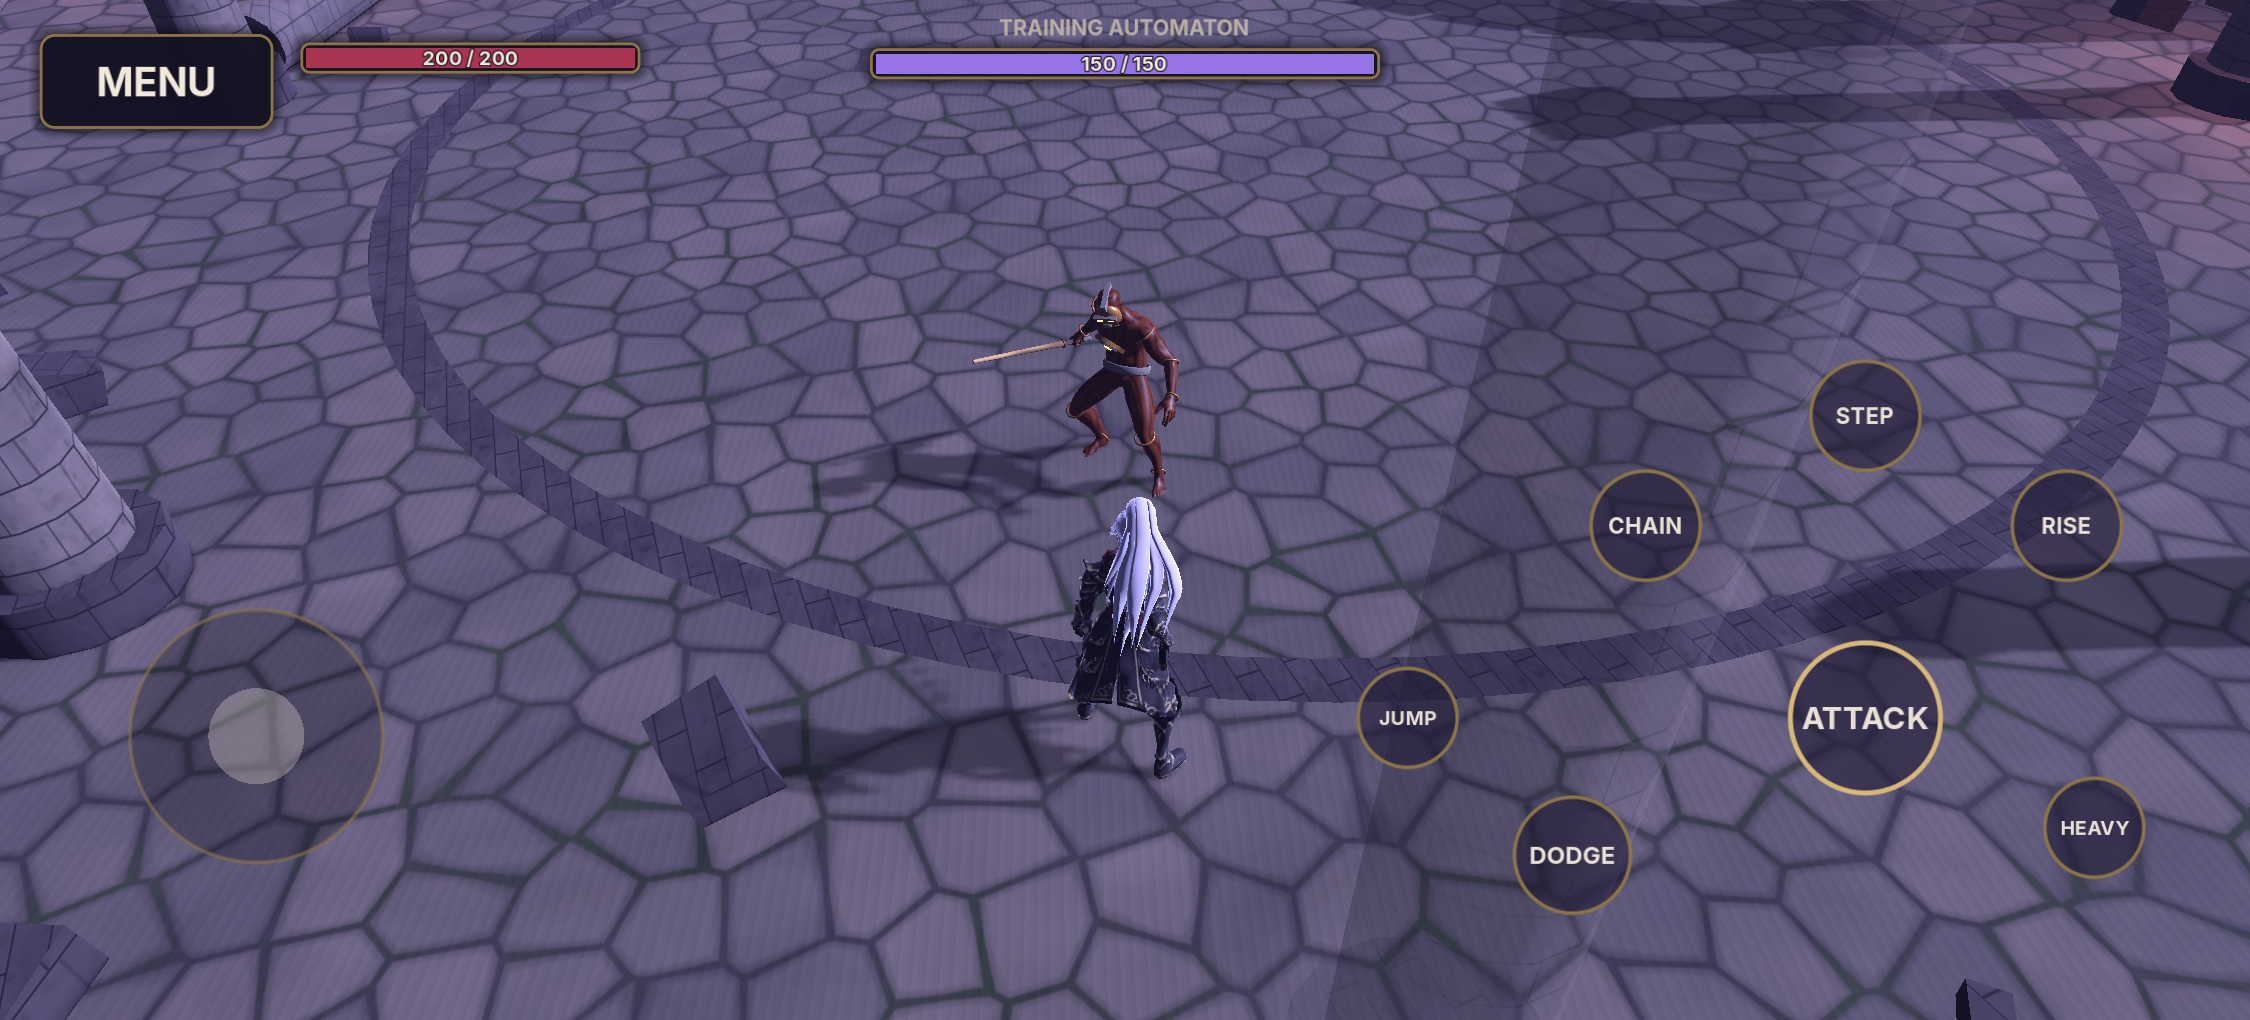 TRAINING AUTOMATON
MENU
200 / 200
150 / 150
STEP
CHAIN
RISE
JUMP
ATTACK
HEAVY
DODGE